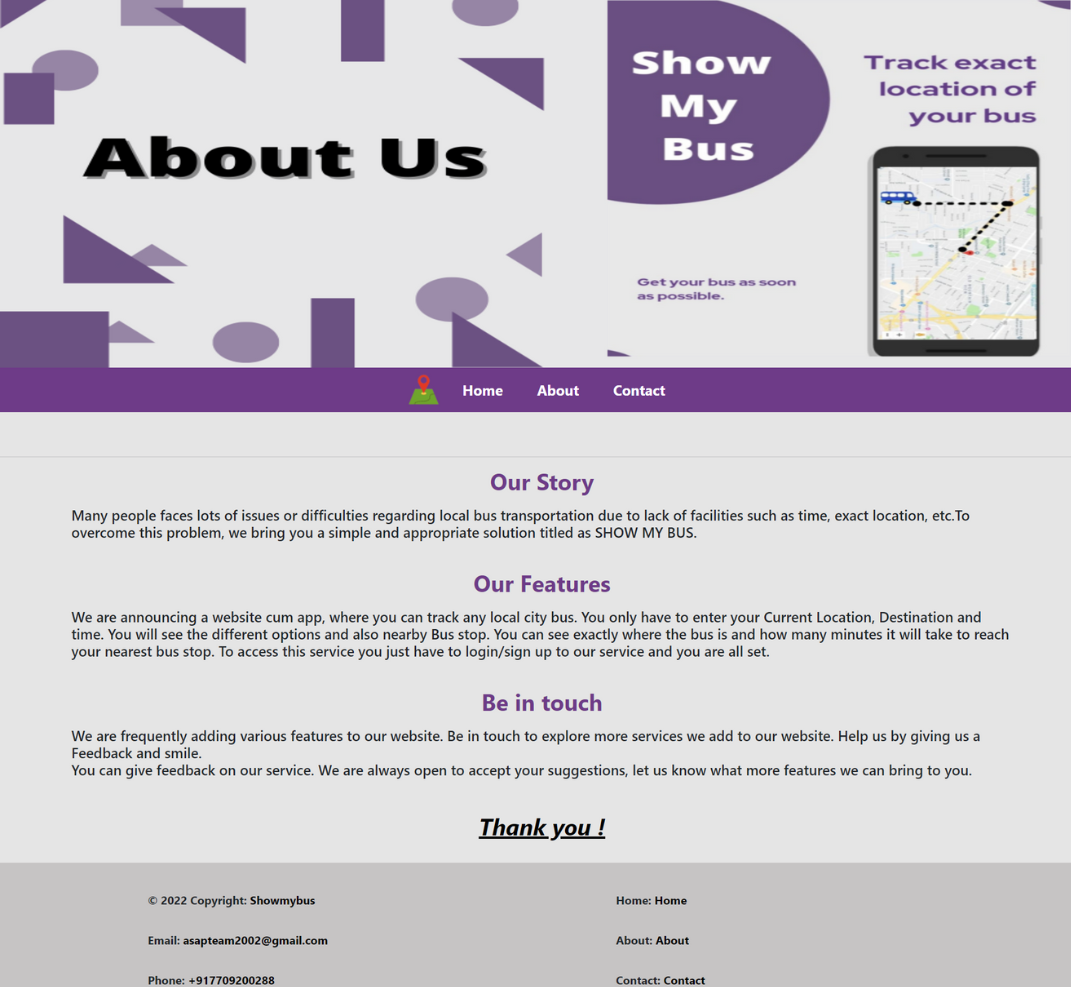 About Us
Show
My
Bus
Track exact
location of
your bus
Get your bus as soon
as possible.
Home About Contact
Our Story
Many people faces lots of issues or difficulties regarding local bus transportation due to lack of facilities such as time, exact location, etc.To
overcome this problem, we bring you a simple and appropriate solution titled as SHOW MY BUS.
Our Features
We are announcing a website cum app, where you can track any local city bus. You only have to enter your Current Location, Destination and
time. You will see the different options and also nearby Bus stop. You can see exactly where the bus is and how many minutes it will take to reach
your nearest bus stop. To access this service you just have to login/sign up to our service and you are all set.
Be in touch
We are frequently adding various features to our website. Be in touch to explore more services we add to our website. Help us by giving us a
Feedback and smile.
You can give feedback on our service. We are always open to accept your suggestions, let us know what more features we can bring to you.
Thank you !
© 2022 Copyright: Showmybus
Home: Home
Email: asapteam2002@gmail.com
About: About
Phone: +917709200288
Contact: Contact